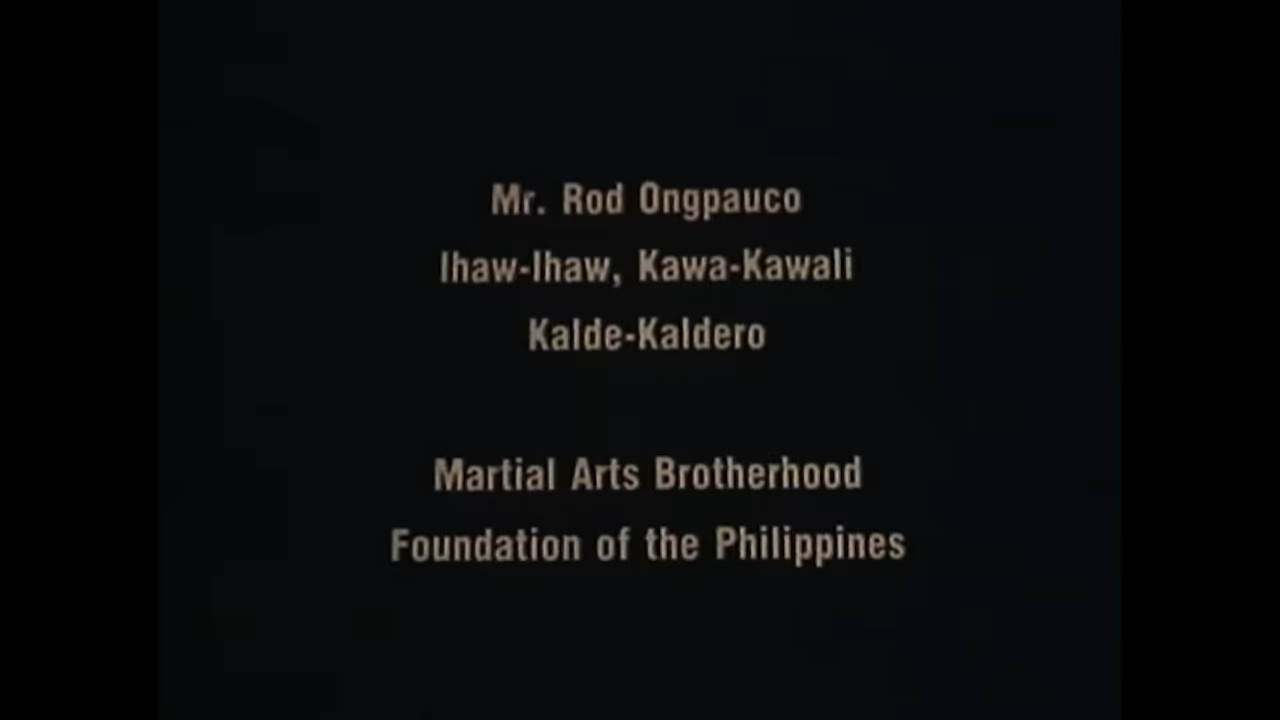 Mr. Rod Ongpauco
Ihaw-Ihaw, Kawa-Kawali
Kalde-Kaldero
Martial Arts Brotherhood
Foundation of the Philippines